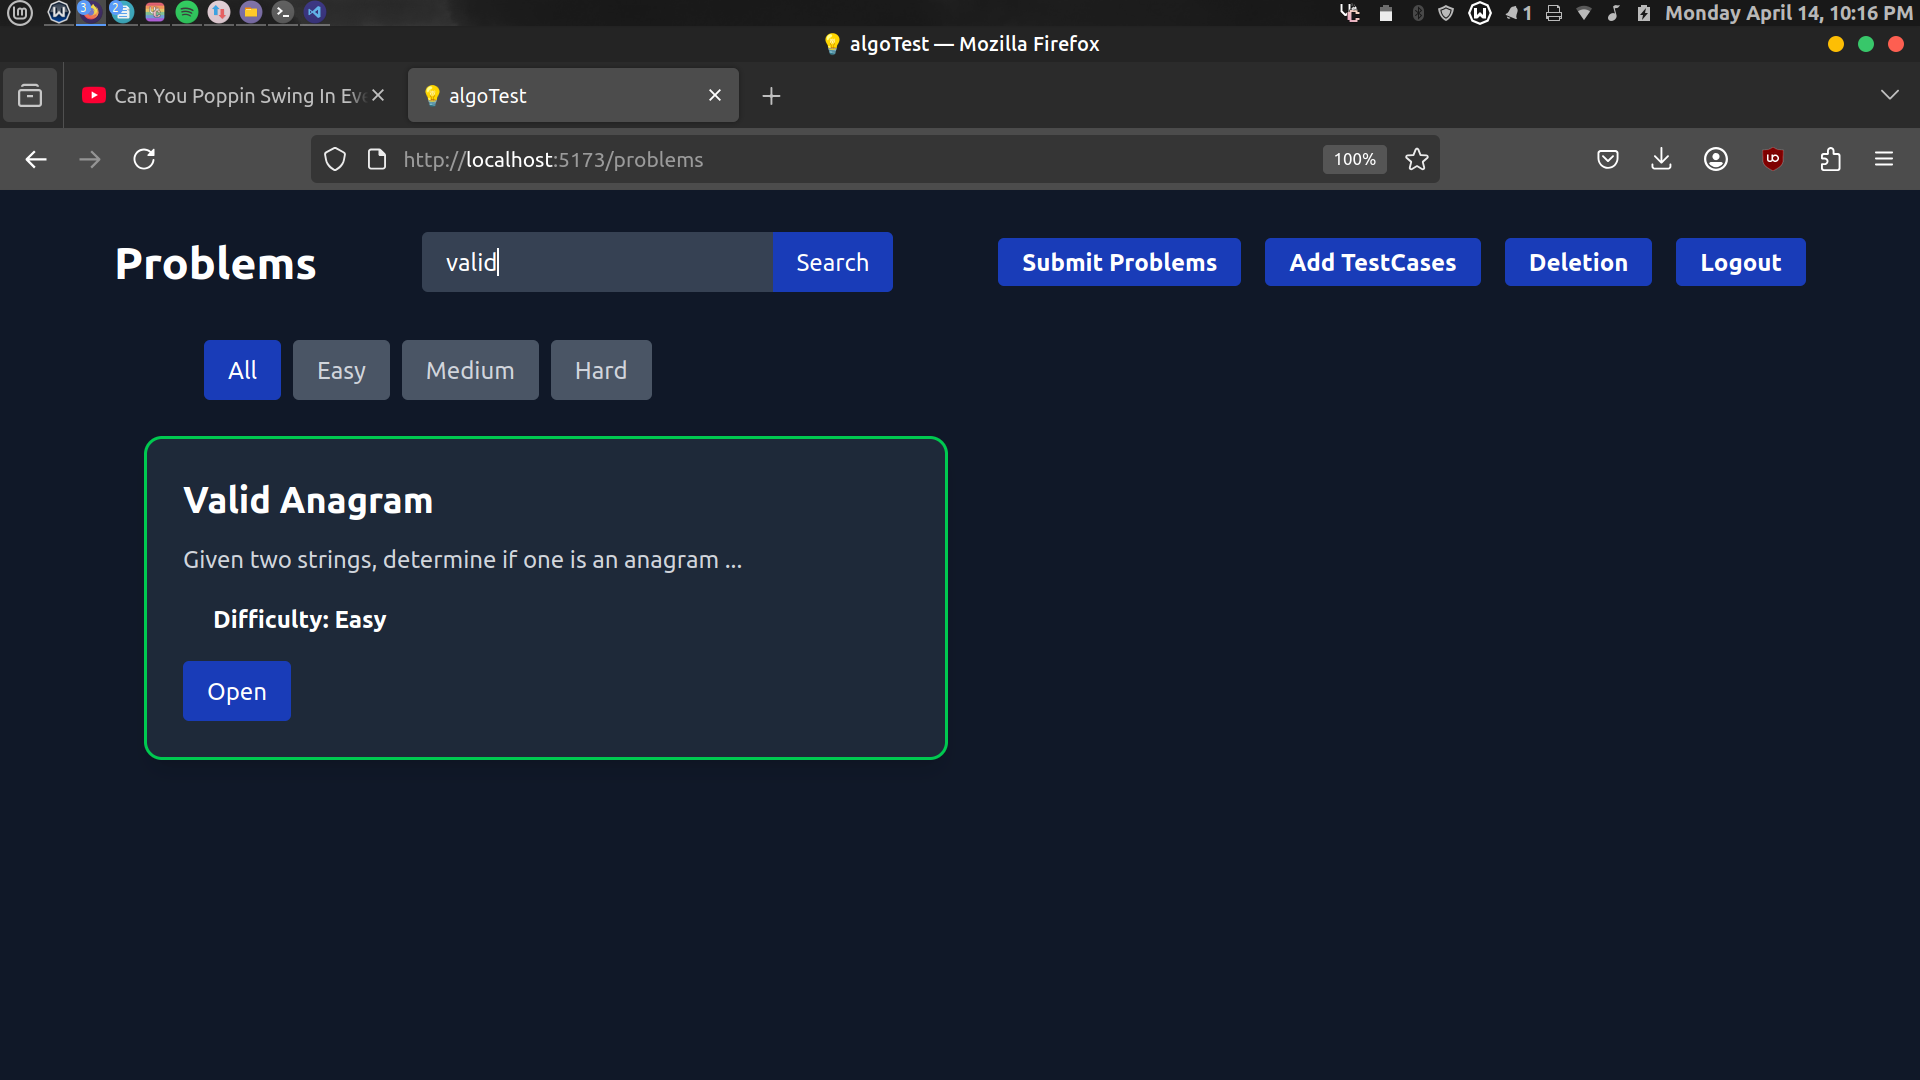 1 Monday April 14, 10:16 PM
💡 algoTest — Mozilla Firefox
Can You Poppin Swing In Eve
💡 algoTest
http://localhost:5173/problems
100%
Problems
valid
Search
Submit Problems
Add TestCases
Deletion
Logout
All
Easy
Medium
Hard
Valid Anagram
Given two strings, determine if one is an anagram ...
Difficulty: Easy
Open